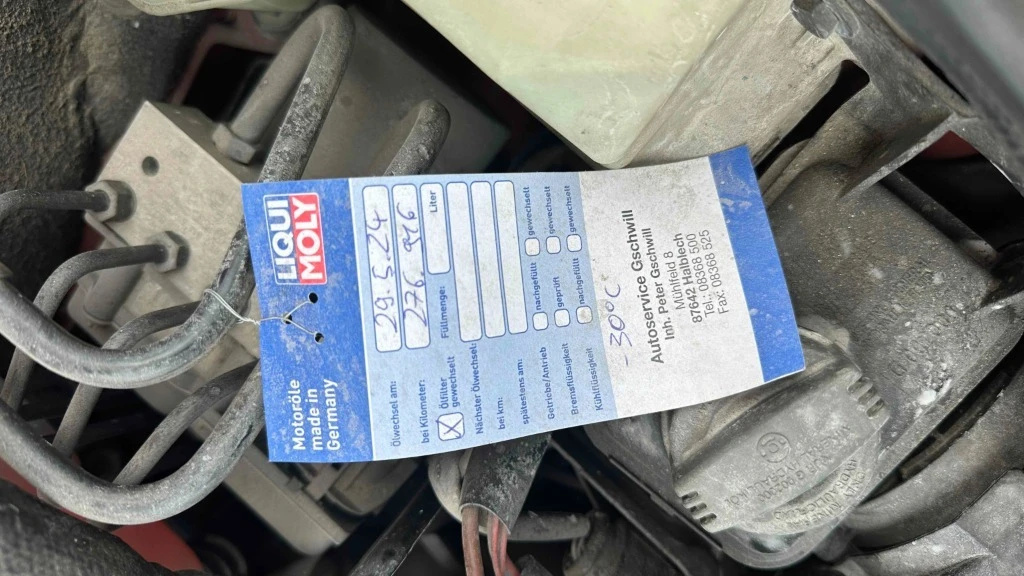 LIQUI
MOLY
Motoröle
made in
Germany
Ölwechsel am: 29.5.24
bei Kilometer: 276.916
Ölfilter
gewechselt
Füllmenge: Liter
Nächster Ölwechsel:
bei km:
spätestens am:
Getriebe/Antrieb nachgefüllt gewechselt
Bremsflüssigkeit geprüft gewechselt
Kühlflüssigkeit nachgefüllt gewechselt
-30°C
Autoservice Gschwill
Inh. Peter Gschwill
Mühlfeld 8
87642 Halblech
Tel.: 08368 500
Fax: 08368 525